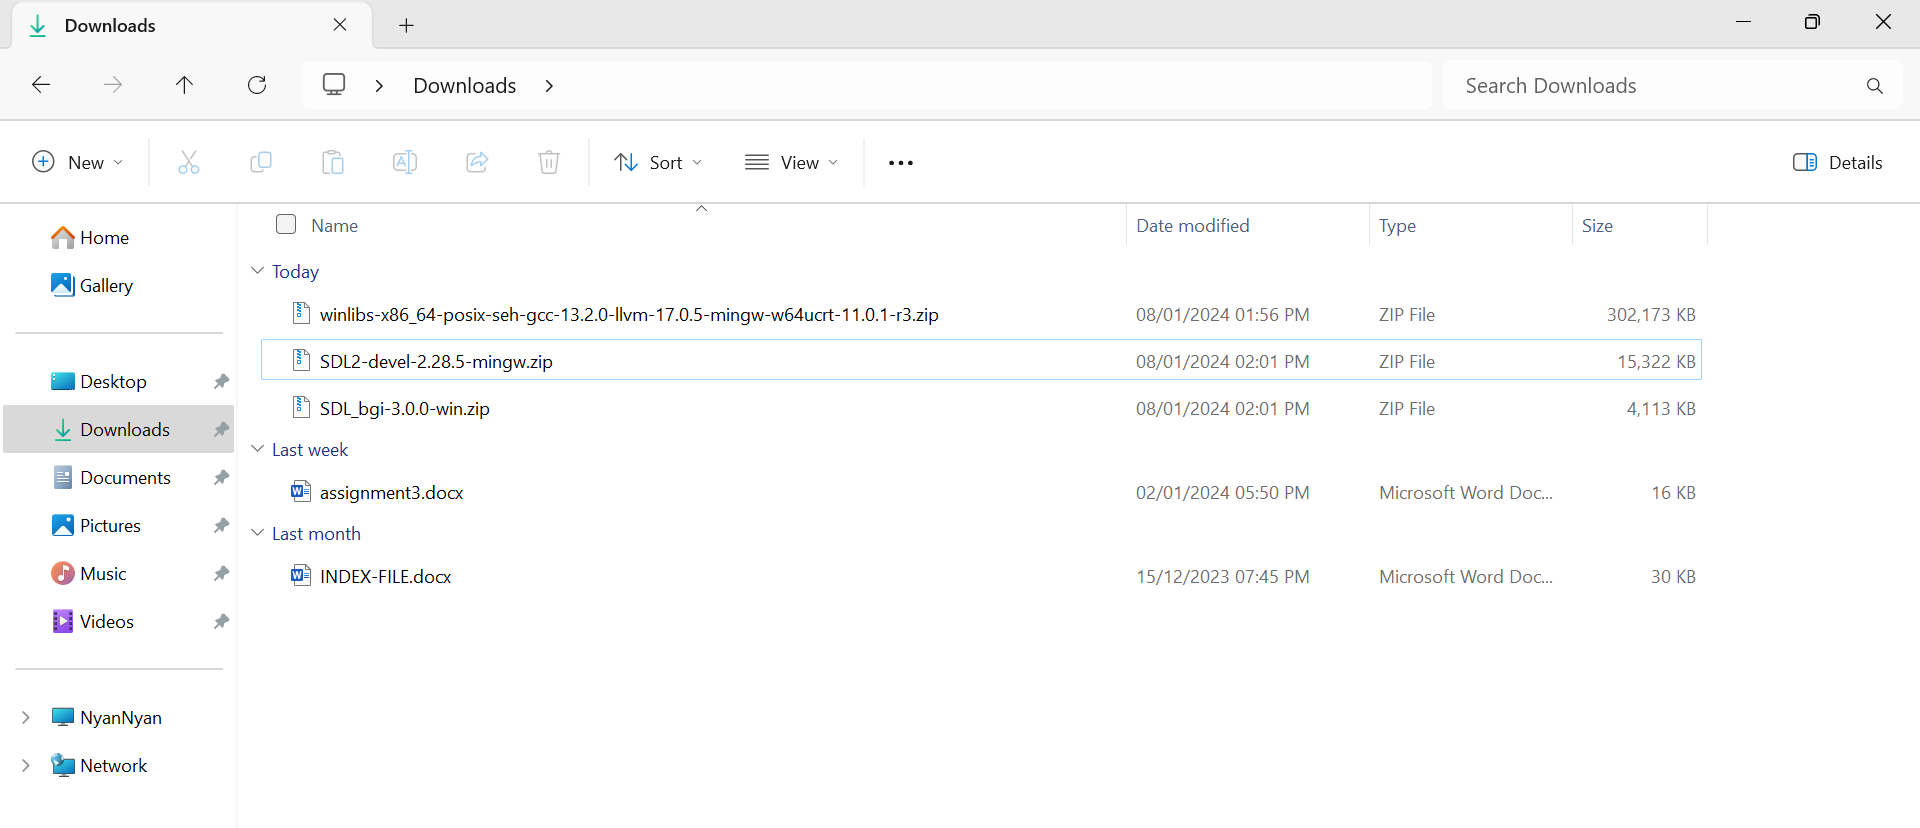 Downloads
Downloads
Search Downloads
New
Sort
View
Details
Home
Gallery
Desktop
Downloads
Documents
Pictures
Music
Videos
NyanNyan
Network
Name Date modified Type Size
Today
winlibs-x86_64-posix-seh-gcc-13.2.0-llvm-17.0.5-mingw-w64ucrt-11.0.1-r3.zip 08/01/2024 01:56 PM ZIP File 302,173 KB
SDL2-devel-2.28.5-mingw.zip 08/01/2024 02:01 PM ZIP File 15,322 KB
SDL_bgi-3.0.0-win.zip 08/01/2024 02:01 PM ZIP File 4,113 KB
Last week
assignment3.docx 02/01/2024 05:50 PM Microsoft Word Doc... 16 KB
Last month
INDEX-FILE.docx 15/12/2023 07:45 PM Microsoft Word Doc... 30 KB